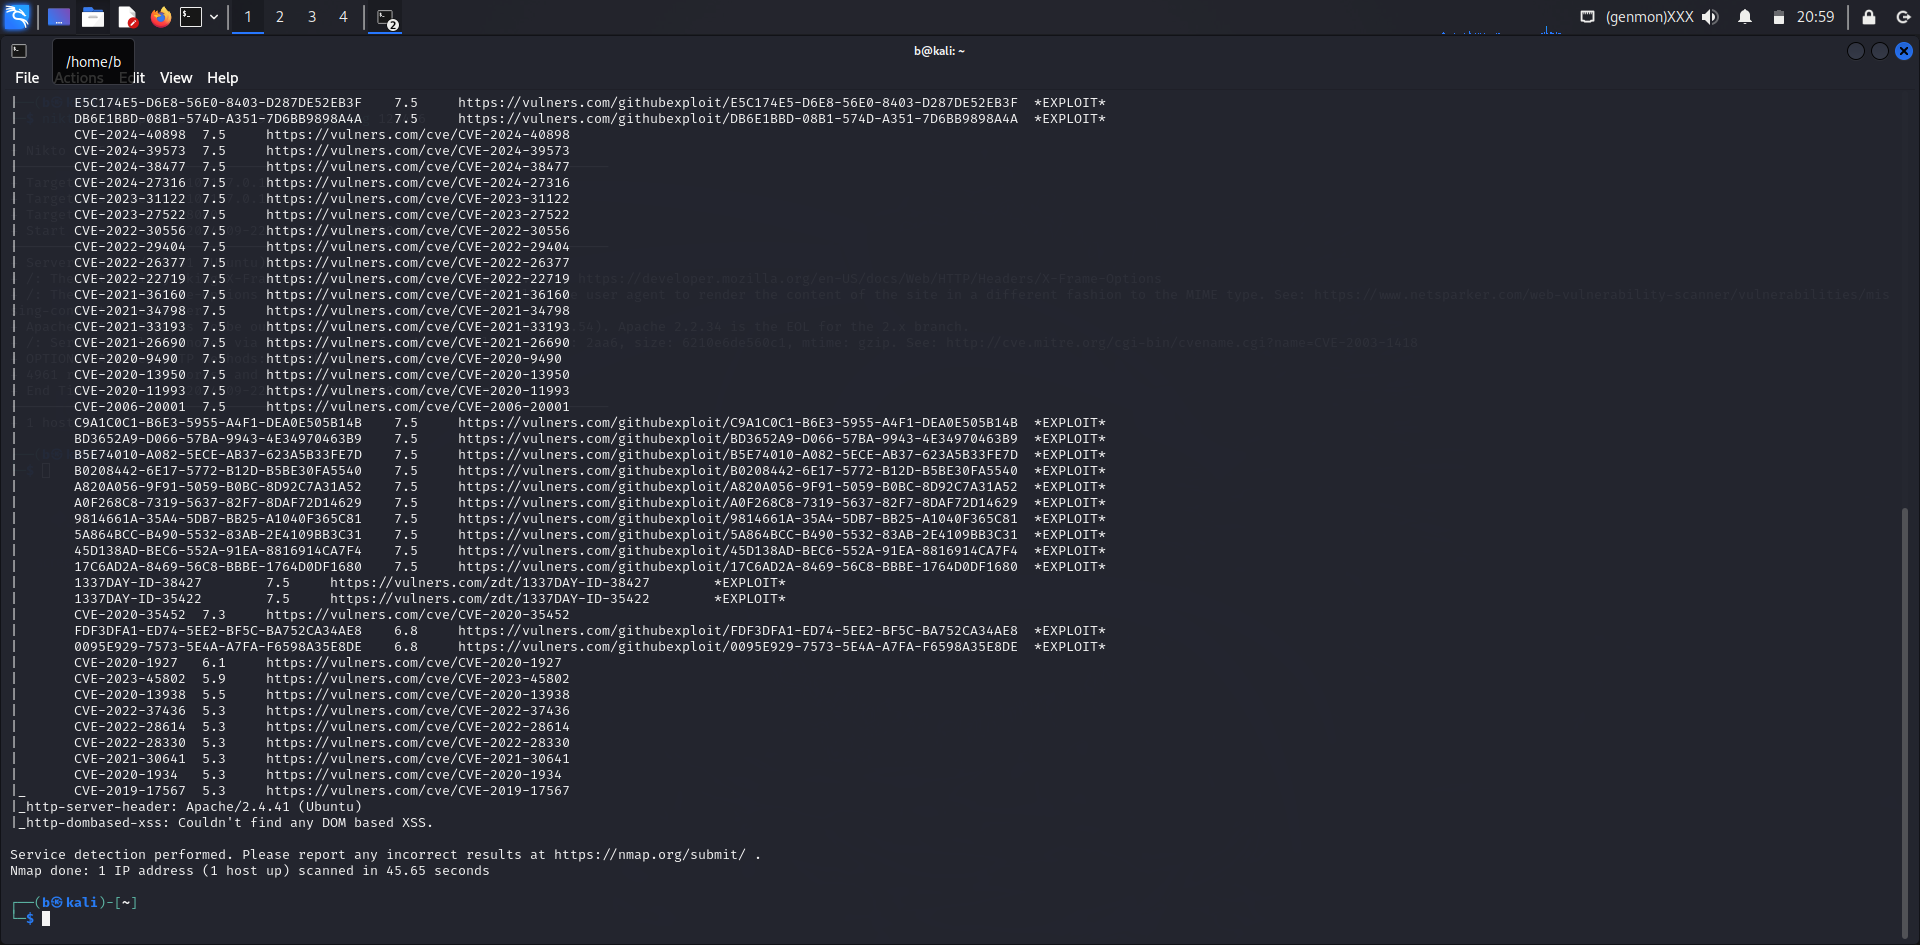 1 2 3 4 2 (genmon)XXX 20:59
b@kali: ~
/home/b
File Actions Edit View Help
| E5C174E5-D6E8-56E0-8403-D287DE52EB3F 7.5 https://vulners.com/githubexploit/E5C174E5-D6E8-56E0-8403-D287DE52EB3F *EXPLOIT*
| DB6E1BBD-08B1-574D-A351-7D6BB9898A4A 7.5 https://vulners.com/githubexploit/DB6E1BBD-08B1-574D-A351-7D6BB9898A4A *EXPLOIT*
| CVE-2024-40898 7.5 https://vulners.com/cve/CVE-2024-40898
| CVE-2024-39573 7.5 https://vulners.com/cve/CVE-2024-39573
| CVE-2024-38477 7.5 https://vulners.com/cve/CVE-2024-38477
| CVE-2024-27316 7.5 https://vulners.com/cve/CVE-2024-27316
| CVE-2023-31122 7.5 https://vulners.com/cve/CVE-2023-31122
| CVE-2023-27522 7.5 https://vulners.com/cve/CVE-2023-27522
| CVE-2022-30556 7.5 https://vulners.com/cve/CVE-2022-30556
| CVE-2022-29404 7.5 https://vulners.com/cve/CVE-2022-29404
| CVE-2022-26377 7.5 https://vulners.com/cve/CVE-2022-26377
| CVE-2022-22719 7.5 https://vulners.com/cve/CVE-2022-22719
| CVE-2021-36160 7.5 https://vulners.com/cve/CVE-2021-36160
| CVE-2021-34798 7.5 https://vulners.com/cve/CVE-2021-34798
| CVE-2021-33193 7.5 https://vulners.com/cve/CVE-2021-33193
| CVE-2021-26690 7.5 https://vulners.com/cve/CVE-2021-26690
| CVE-2020-9490 7.5 https://vulners.com/cve/CVE-2020-9490
| CVE-2020-13950 7.5 https://vulners.com/cve/CVE-2020-13950
| CVE-2020-11993 7.5 https://vulners.com/cve/CVE-2020-11993
| CVE-2006-20001 7.5 https://vulners.com/cve/CVE-2006-20001
| C9A1C0C1-B6E3-5955-A4F1-DEA0E505B14B 7.5 https://vulners.com/githubexploit/C9A1C0C1-B6E3-5955-A4F1-DEA0E505B14B *EXPLOIT*
| BD3652A9-D066-57BA-9943-4E34970463B9 7.5 https://vulners.com/githubexploit/BD3652A9-D066-57BA-9943-4E34970463B9 *EXPLOIT*
| B5E74010-A082-5ECE-AB37-623A5B33FE7D 7.5 https://vulners.com/githubexploit/B5E74010-A082-5ECE-AB37-623A5B33FE7D *EXPLOIT*
| B0208442-6E17-5772-B12D-B5BE30FA5540 7.5 https://vulners.com/githubexploit/B0208442-6E17-5772-B12D-B5BE30FA5540 *EXPLOIT*
| A820A056-9F91-5059-B0BC-8D92C7A31A52 7.5 https://vulners.com/githubexploit/A820A056-9F91-5059-B0BC-8D92C7A31A52 *EXPLOIT*
| A0F268C8-7319-5637-82F7-8DAF72D14629 7.5 https://vulners.com/githubexploit/A0F268C8-7319-5637-82F7-8DAF72D14629 *EXPLOIT*
| 9814661A-35A4-5DB7-BB25-A1040F365C81 7.5 https://vulners.com/githubexploit/9814661A-35A4-5DB7-BB25-A1040F365C81 *EXPLOIT*
| 5A864BCC-B490-5532-83AB-2E4109BB3C31 7.5 https://vulners.com/githubexploit/5A864BCC-B490-5532-83AB-2E4109BB3C31 *EXPLOIT*
| 45D138AD-BEC6-552A-91EA-8816914CA7F4 7.5 https://vulners.com/githubexploit/45D138AD-BEC6-552A-91EA-8816914CA7F4 *EXPLOIT*
| 17C6AD2A-8469-56C8-BBBE-1764D0DF1680 7.5 https://vulners.com/githubexploit/17C6AD2A-8469-56C8-BBBE-1764D0DF1680 *EXPLOIT*
| 1337DAY-ID-38427 7.5 https://vulners.com/zdt/1337DAY-ID-38427 *EXPLOIT*
| 1337DAY-ID-35422 7.5 https://vulners.com/zdt/1337DAY-ID-35422 *EXPLOIT*
| CVE-2020-35452 7.3 https://vulners.com/cve/CVE-2020-35452
| FDF3DFA1-ED74-5EE2-BF5C-BA752CA34AE8 6.8 https://vulners.com/githubexploit/FDF3DFA1-ED74-5EE2-BF5C-BA752CA34AE8 *EXPLOIT*
| 0095E929-7573-5E4A-A7FA-F6598A35E8DE 6.8 https://vulners.com/githubexploit/0095E929-7573-5E4A-A7FA-F6598A35E8DE *EXPLOIT*
| CVE-2020-1927 6.1 https://vulners.com/cve/CVE-2020-1927
| CVE-2023-45802 5.9 https://vulners.com/cve/CVE-2023-45802
| CVE-2020-13938 5.5 https://vulners.com/cve/CVE-2020-13938
| CVE-2022-37436 5.3 https://vulners.com/cve/CVE-2022-37436
| CVE-2022-28614 5.3 https://vulners.com/cve/CVE-2022-28614
| CVE-2022-28330 5.3 https://vulners.com/cve/CVE-2022-28330
| CVE-2021-30641 5.3 https://vulners.com/cve/CVE-2021-30641
| CVE-2020-1934 5.3 https://vulners.com/cve/CVE-2020-1934
|_ CVE-2019-17567 5.3 https://vulners.com/cve/CVE-2019-17567
|_http-server-header: Apache/2.4.41 (Ubuntu)
|_http-dombased-xss: Couldn't find any DOM based XSS.
Service detection performed. Please report any incorrect results at https://nmap.org/submit/ .
Nmap done: 1 IP address (1 host up) scanned in 45.65 seconds
┌──(b㉿kali)-[~]
└─$